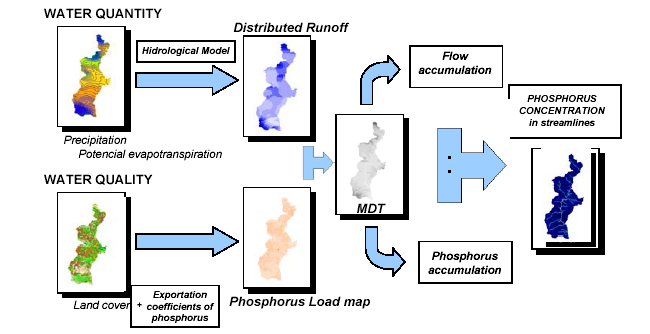 WATER QUANTITY
Hidrological Model
Distributed Runoff
Precipitation
Potencial evapotranspiration
WATER QUALITY
Land cover
+ Exportation
coefficients of
phosphorus
Phosphorus Load map
MDT
Flow
accumulation
Phosphorus
accumulation
:
PHOSPHORUS
CONCENTRATION
in streamlines